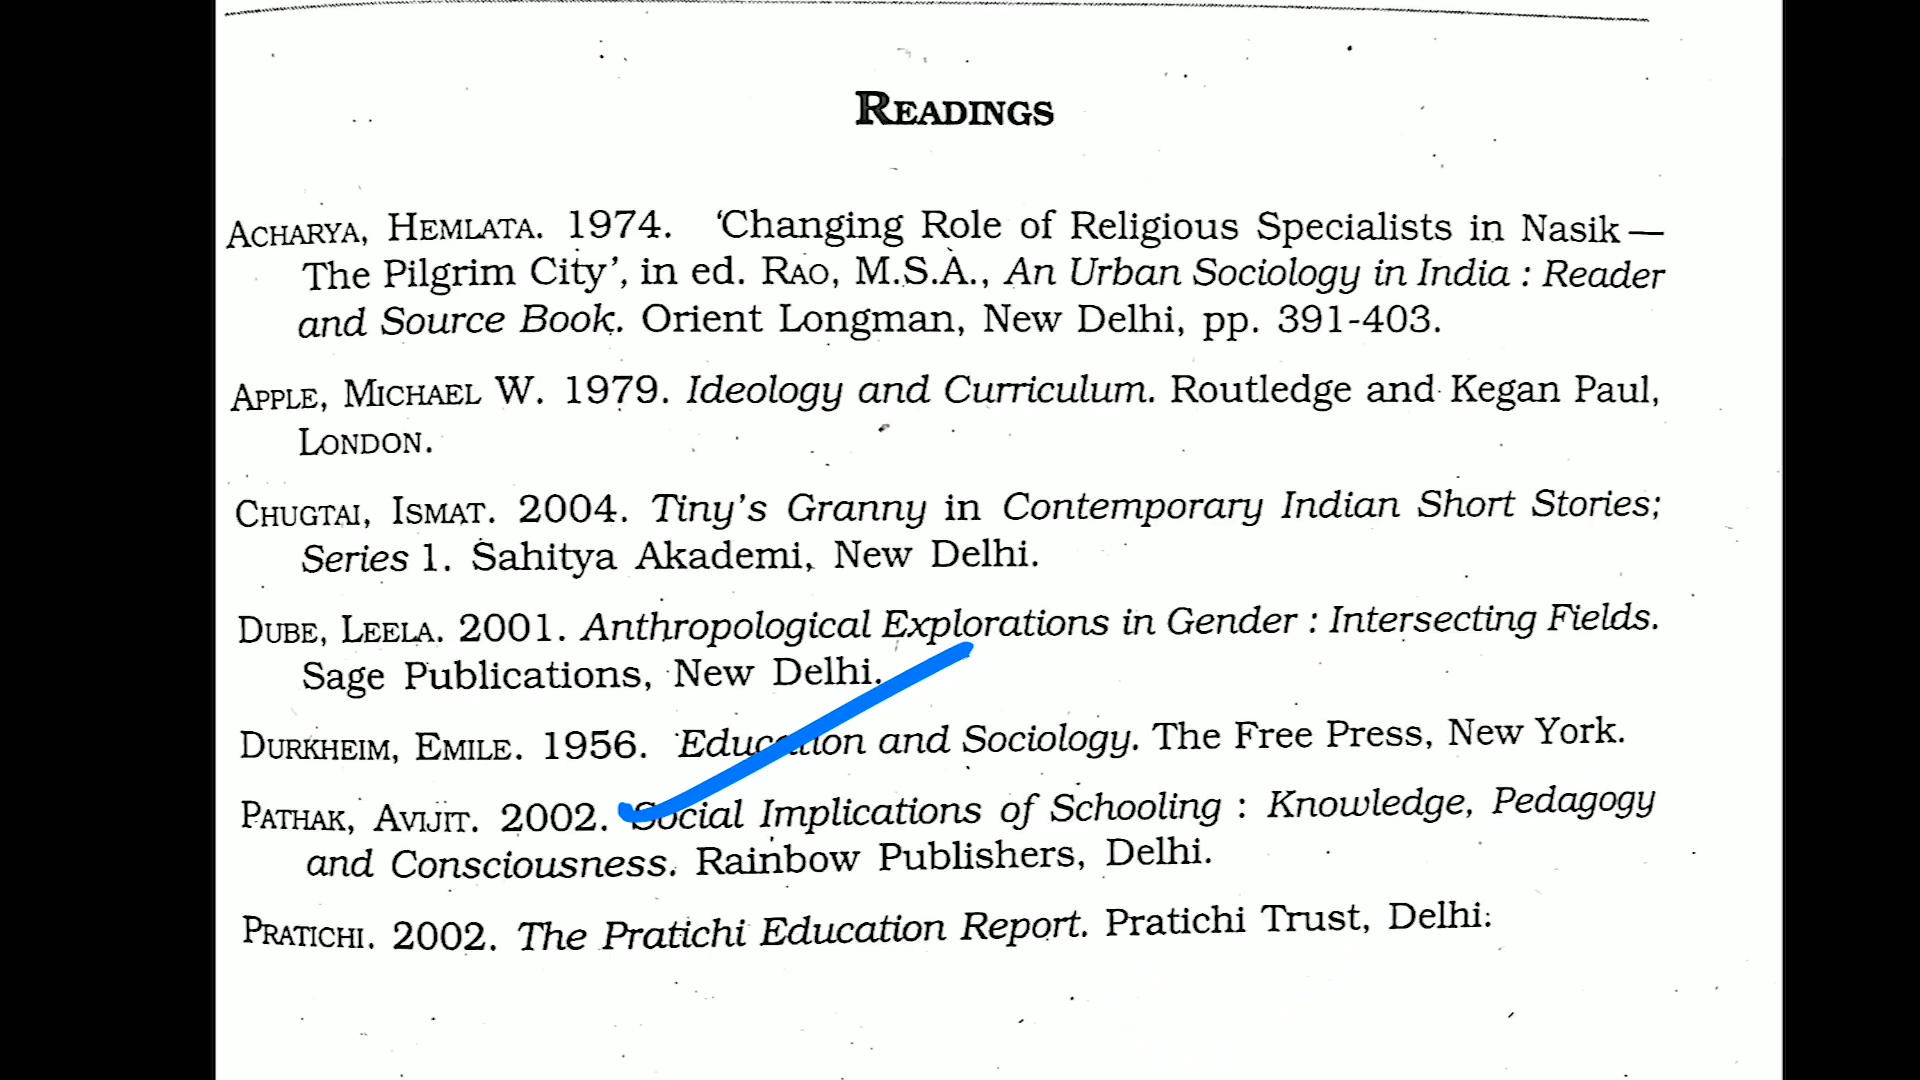 READINGS
ACHARYA, HEMLATA. 1974. ‘Changing Role of Religious Specialists in Nasik—
The Pilgrim City’, in ed. RAO, M.S.A., An Urban Sociology in India : Reader
and Source Book. Orient Longman, New Delhi, pp. 391-403.
APPLE, MICHAEL W. 1979. Ideology and Curriculum. Routledge and Kegan Paul,
LONDON.
CHUGTAI, ISMAT. 2004. Tiny’s Granny in Contemporary Indian Short Stories;
Series 1. Sahitya Akademi, New Delhi.
DUBE, LEELA. 2001. Anthropological Explorations in Gender : Intersecting Fields.
Sage Publications, New Delhi.
DURKHEIM, EMILE. 1956. Education and Sociology. The Free Press, New York.
PATHAK, AVIJIT. 2002. Social Implications of Schooling : Knowledge, Pedagogy
and Consciousness. Rainbow Publishers, Delhi.
PRATICHI. 2002. The Pratichi Education Report. Pratichi Trust, Delhi.